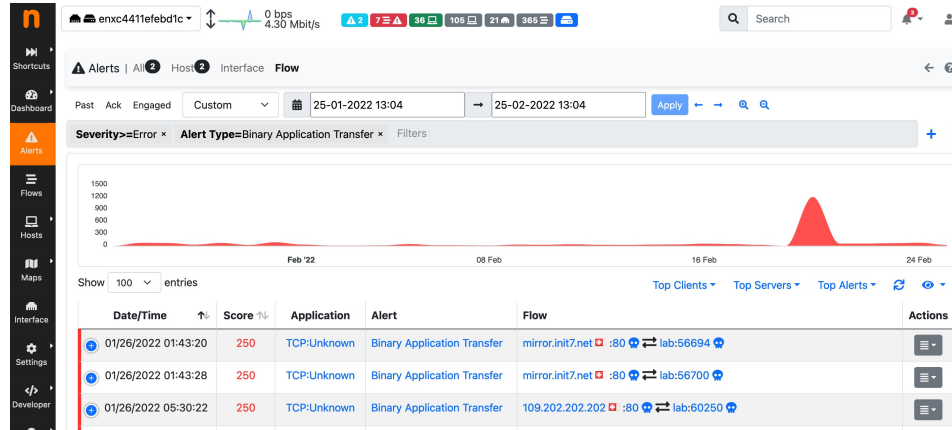 n enxc4411efebd1c 0 bps 4.30 Mbit/s 2 7 36 105 21 365 Search 3
Shortcuts
Dashboard
Alerts
Flows
Hosts
Maps
Interface
Settings
Developer
Alerts | All 2 Host 2 Interface Flow
Past Ack Engaged Custom 25-01-2022 13:04 25-02-2022 13:04 Apply
Severity>=Error × Alert Type=Binary Application Transfer × Filters +
1500
1200
900
600
300
0
Feb '22 08 Feb 16 Feb 24 Feb
Show 100 entries Top Clients Top Servers Top Alerts
Date/Time Score Application Alert Flow Actions
01/26/2022 01:43:20 250 TCP:Unknown Binary Application Transfer mirror.init7.net :80 lab:56694
01/26/2022 01:43:28 250 TCP:Unknown Binary Application Transfer mirror.init7.net :80 lab:56700
01/26/2022 05:30:22 250 TCP:Unknown Binary Application Transfer 109.202.202.202 :80 lab:60250